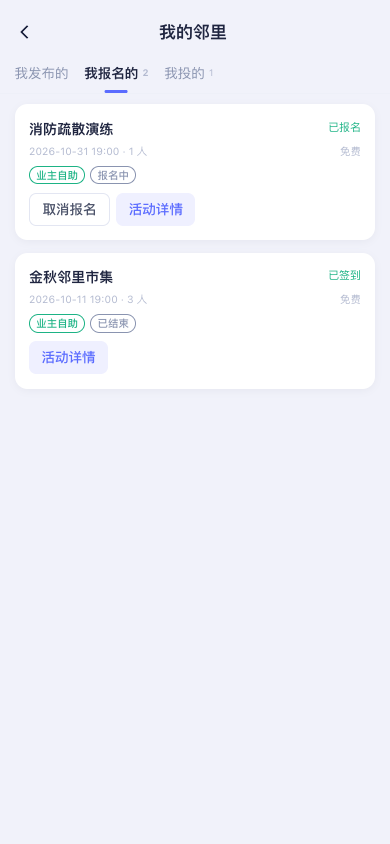 我的邻里
我发布的 我报名的 2 我投的 1
消防疏散演练 已报名
2026-10-31 19:00 · 1 人 免费
业主自助 报名中
取消报名 活动详情
金秋邻里市集 已签到
2026-10-11 19:00 · 3 人 免费
业主自助 已结束
活动详情